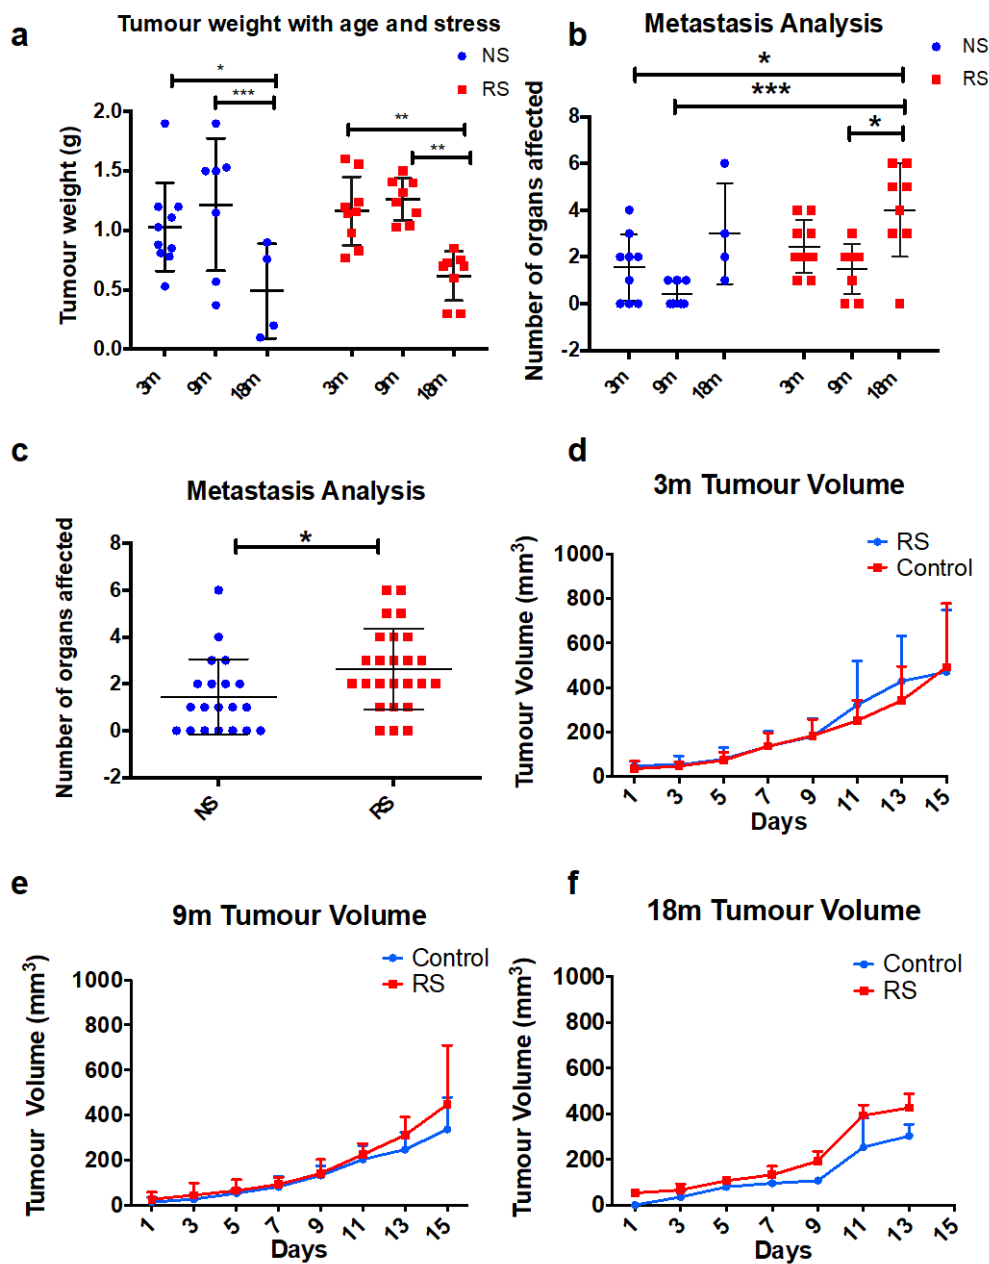 a
Tumour weight with age and stress
NS
RS
*
***
**
**
Tumour weight (g)
2.0
1.5
1.0
0.5
0.0
3m
9m
18m
3m
9m
18m
b
Metastasis Analysis
NS
RS
*
***
*
Number of organs affected
8
6
4
2
0
-2
3m
9m
18m
3m
9m
18m
c
Metastasis Analysis
*
Number of organs affected
8
6
4
2
0
-2
NS
RS
d
3m Tumour Volume
RS
Control
Tumour Volume (mm³)
1000
800
600
400
200
0
1
3
5
7
9
11
13
15
Days
e
9m Tumour Volume
Control
RS
Tumour Volume (mm³)
1000
800
600
400
200
0
1
3
5
7
9
11
13
15
Days
f
18m Tumour Volume
Control
RS
Tumour Volume (mm³)
1000
800
600
400
200
0
1
3
5
7
9
11
13
15
Days